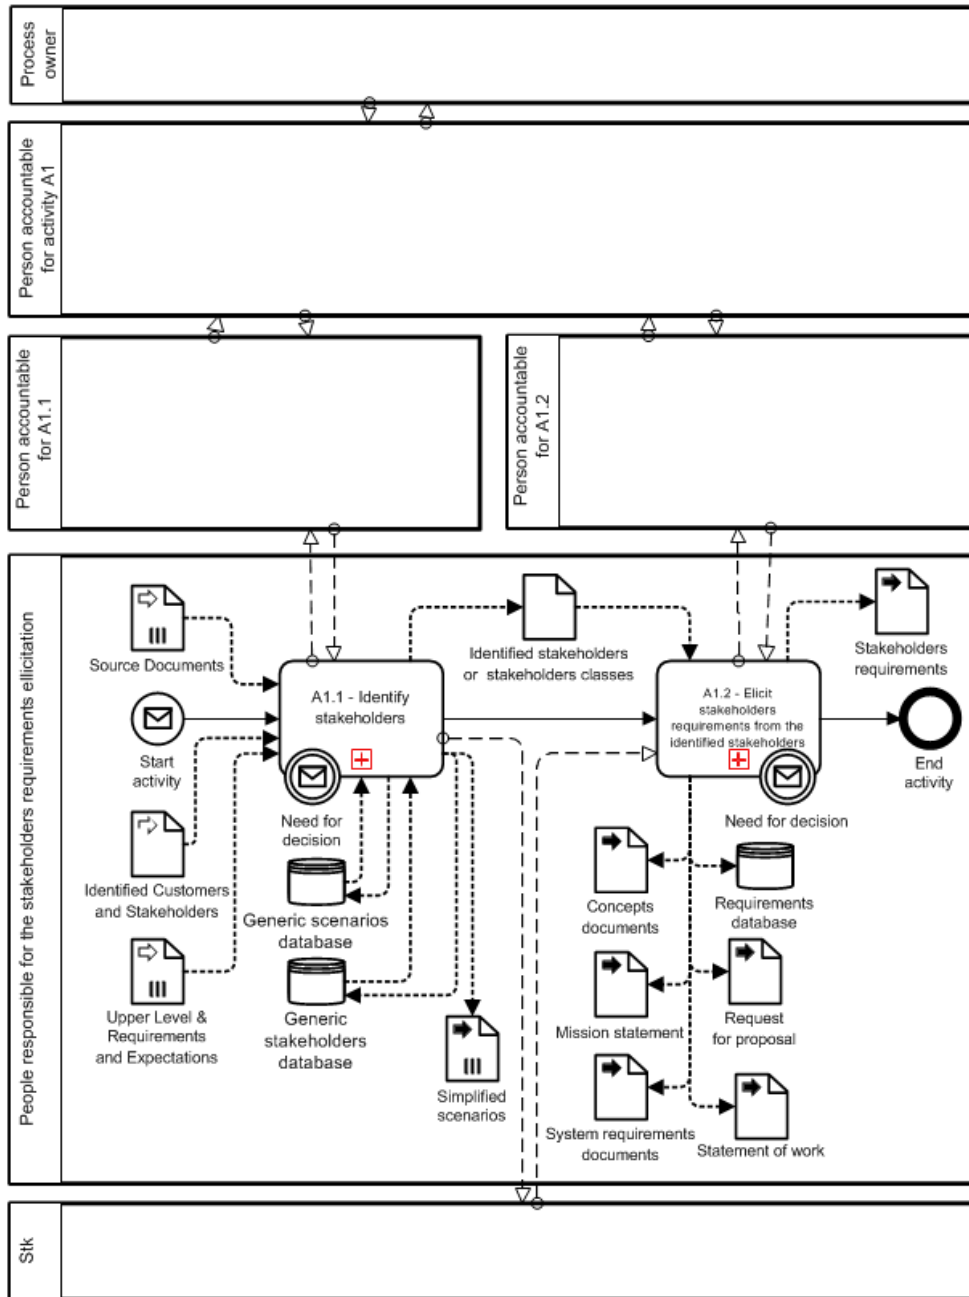 Process
owner
Person accountable
for activity A1
Person accountable
for A1.1
Person accountable
for A1.2
People responsible for the stakeholders requirements ellicitation
Source Documents
Identified stakeholders
or stakeholders classes
Stakeholders
requirements
A1.1 - Identify
stakeholders
A1.2 - Elicit
stakeholders
requirements from the
identified stakeholders
Start
activity
End
activity
Need for
decision
Need for decision
Identified Customers
and Stakeholders
Generic scenarios
database
Concepts
documents
Requirements
database
Upper Level &
Requirements
and Expectations
Generic
stakeholders
database
Mission statement
Request
for proposal
Simplified
scenarios
System requirements
documents
Statement of work
Stk